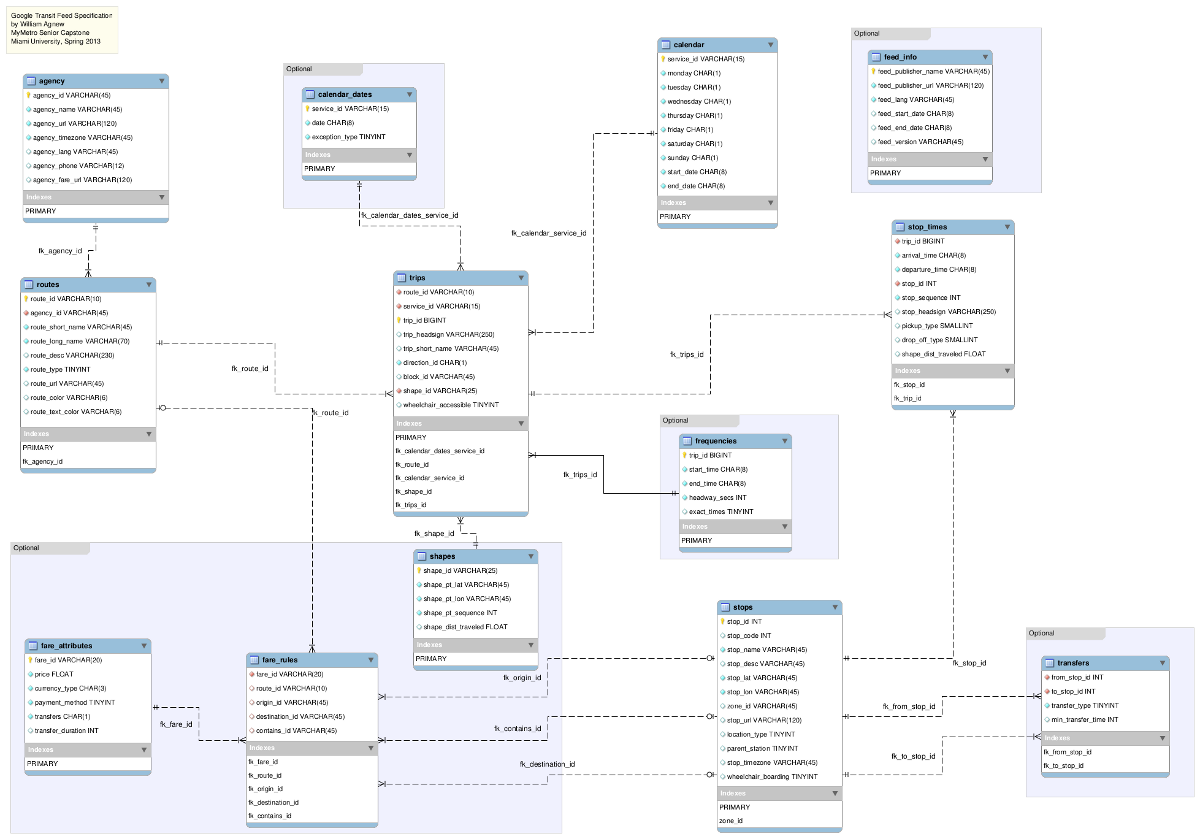 Google Transit Feed Specification
by William Agnew
MyMetro Senior Capstone
Miami University, Spring 2013
agency
agency_id VARCHAR(45)
agency_name VARCHAR(45)
agency_url VARCHAR(120)
agency_timezone VARCHAR(45)
agency_lang VARCHAR(45)
agency_phone VARCHAR(12)
agency_fare_url VARCHAR(120)
Indexes
PRIMARY
fk_agency_id
Optional
calendar_dates
service_id VARCHAR(15)
date CHAR(8)
exception_type TINYINT
Indexes
PRIMARY
fk_calendar_dates_service_id
calendar
service_id VARCHAR(15)
monday CHAR(1)
tuesday CHAR(1)
wednesday CHAR(1)
thursday CHAR(1)
friday CHAR(1)
saturday CHAR(1)
sunday CHAR(1)
start_date CHAR(8)
end_date CHAR(8)
Indexes
PRIMARY
fk_calendar_service_id
Optional
feed_info
feed_publisher_name VARCHAR(45)
feed_publisher_url VARCHAR(120)
feed_lang VARCHAR(45)
feed_start_date CHAR(8)
feed_end_date CHAR(8)
feed_version VARCHAR(45)
Indexes
PRIMARY
routes
route_id VARCHAR(10)
agency_id VARCHAR(45)
route_short_name VARCHAR(45)
route_long_name VARCHAR(70)
route_desc VARCHAR(230)
route_type TINYINT
route_url VARCHAR(45)
route_color VARCHAR(6)
route_text_color VARCHAR(6)
Indexes
PRIMARY
fk_agency_id
fk_route_id
fk_route_id
trips
route_id VARCHAR(10)
service_id VARCHAR(15)
trip_id BIGINT
trip_headsign VARCHAR(250)
trip_short_name VARCHAR(45)
direction_id CHAR(1)
block_id VARCHAR(45)
shape_id VARCHAR(25)
wheelchair_accessible TINYINT
Indexes
PRIMARY
fk_calendar_dates_service_id
fk_route_id
fk_calendar_service_id
fk_shape_id
fk_trips_id
fk_trips_id
fk_trips_id
fk_shape_id
stop_times
trip_id BIGINT
arrival_time CHAR(8)
departure_time CHAR(8)
stop_id INT
stop_sequence INT
stop_headsign VARCHAR(250)
pickup_type SMALLINT
drop_off_type SMALLINT
shape_dist_traveled FLOAT
Indexes
fk_stop_id
fk_trip_id
Optional
frequencies
trip_id BIGINT
start_time CHAR(8)
end_time CHAR(8)
headway_secs INT
exact_times TINYINT
Indexes
PRIMARY
Optional
shapes
shape_id VARCHAR(25)
shape_pt_lat VARCHAR(45)
shape_pt_lon VARCHAR(45)
shape_pt_sequence INT
shape_dist_traveled FLOAT
Indexes
PRIMARY
fare_attributes
fare_id VARCHAR(20)
price FLOAT
currency_type CHAR(3)
payment_method TINYINT
transfers CHAR(1)
transfer_duration INT
Indexes
PRIMARY
fk_fare_id
fare_rules
fare_id VARCHAR(20)
route_id VARCHAR(10)
origin_id VARCHAR(45)
destination_id VARCHAR(45)
contains_id VARCHAR(45)
Indexes
fk_fare_id
fk_route_id
fk_origin_id
fk_destination_id
fk_contains_id
fk_origin_id
fk_contains_id
fk_destination_id
stops
stop_id INT
stop_code INT
stop_name VARCHAR(45)
stop_desc VARCHAR(45)
stop_lat VARCHAR(45)
stop_lon VARCHAR(45)
zone_id VARCHAR(45)
stop_url VARCHAR(120)
location_type TINYINT
parent_station TINYINT
stop_timezone VARCHAR(45)
wheelchair_boarding TINYINT
Indexes
PRIMARY
zone_id
fk_stop_id
fk_from_stop_id
fk_to_stop_id
Optional
transfers
from_stop_id INT
to_stop_id INT
transfer_type TINYINT
min_transfer_time INT
Indexes
fk_from_stop_id
fk_to_stop_id